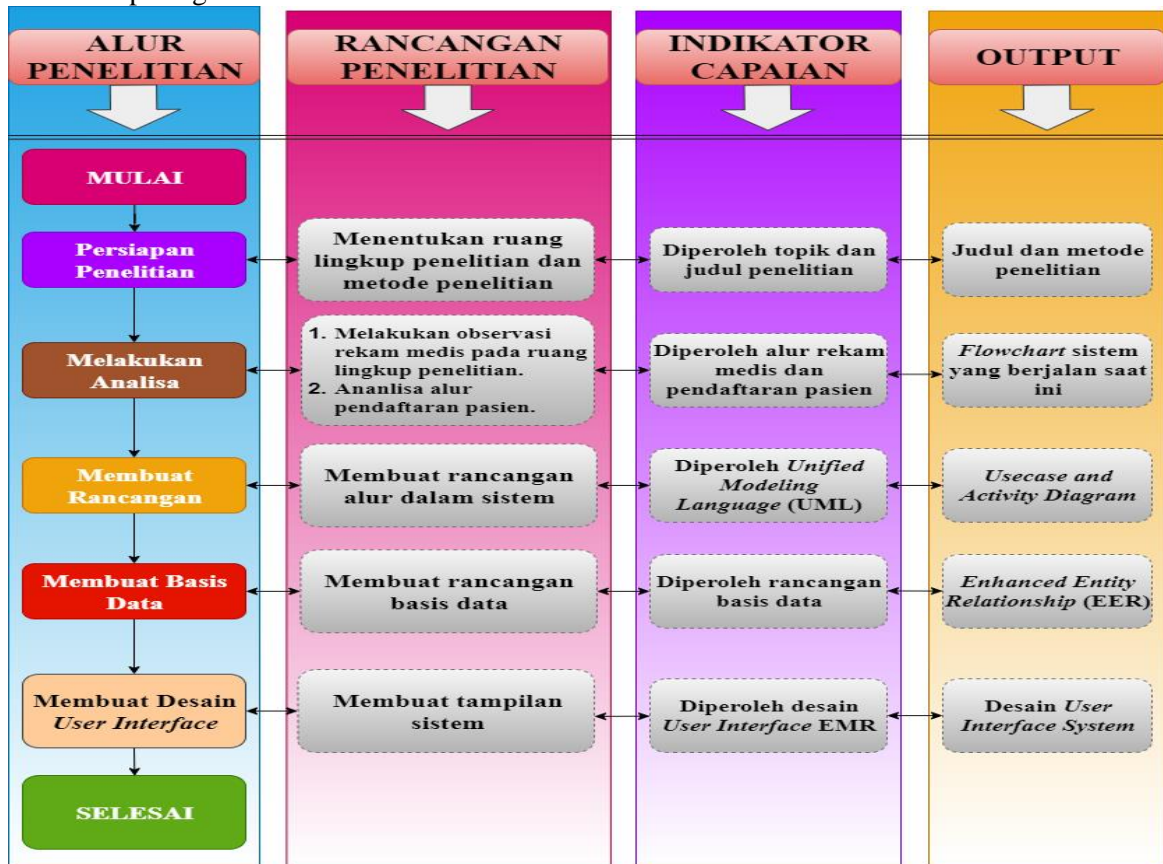 ALUR
PENELITIAN
RANCANGAN
PENELITIAN
INDIKATOR
CAPAIAN
OUTPUT
MULAI
Persiapan
Penelitian
Menentukan ruang
lingkup penelitian dan
metode penelitian
Diperoleh topik dan
judul penelitian
Judul dan metode
penelitian
Melakukan
Analisa
1. Melakukan observasi
rekam medis pada ruang
lingkup penelitian.
2. Ananlisa alur
pendaftaran pasien.
Diperoleh alur rekam
medis dan
pendaftaran pasien
Flowchart sistem
yang berjalan saat
ini
Membuat
Rancangan
Membuat rancangan
alur dalam sistem
Diperoleh Unified
Modeling
Language (UML)
Usecase and
Activity Diagram
Membuat Basis
Data
Membuat rancangan
basis data
Diperoleh rancangan
basis data
Enhanced Entity
Relationship (EER)
Membuat Desain
User Interface
Membuat tampilan
sistem
Diperoleh desain
User Interface EMR
Desain User
Interface System
SELESAI